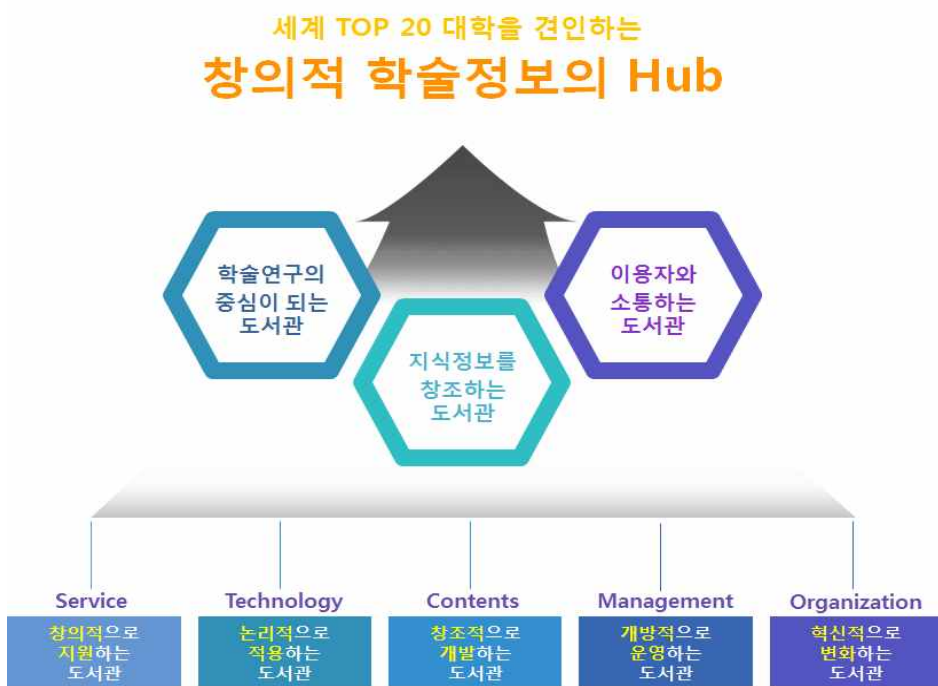 세계 TOP 20 대학을 견인하는
창의적 학술정보의 Hub
학술연구의
중심이 되는
도서관
지식정보를
창조하는
도서관
이용자와
소통하는
도서관
Service
창의적으로
지원하는
도서관
Technology
논리적으로
적용하는
도서관
Contents
창조적으로
개발하는
도서관
Management
개방적으로
운영하는
도서관
Organization
혁신적으로
변화하는
도서관